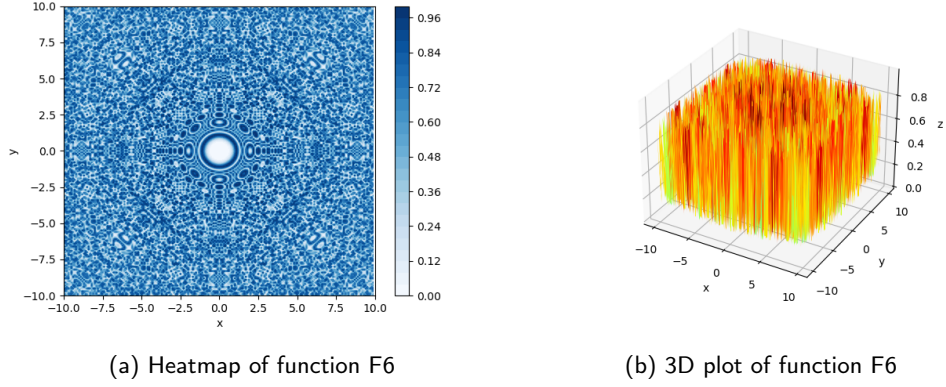 10.0
7.5
5.0
2.5
0.0
−2.5
−5.0
−7.5
−10.0
y
−10.0 −7.5 −5.0 −2.5 0.0 2.5 5.0 7.5 10.0
x
0.96
0.84
0.72
0.60
0.48
0.36
0.24
0.12
0.00
(a) Heatmap of function F6
0.8
0.6
0.4
0.2
0.0
z
−10 −5 0 5 10
x
−10 −5 0 5 10
y
(b) 3D plot of function F6